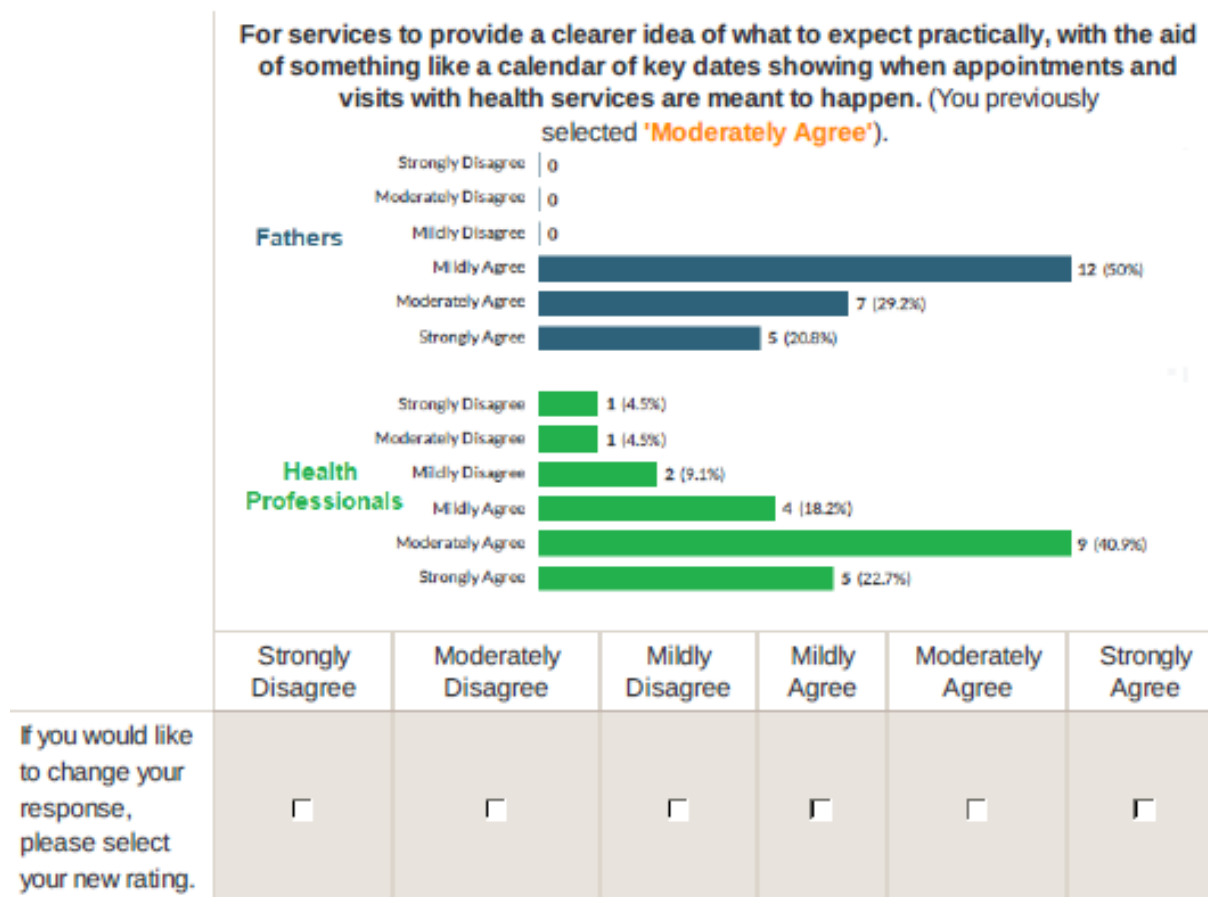 For services to provide a clearer idea of what to expect practically, with the aid
of something like a calendar of key dates showing when appointments and
visits with health services are meant to happen. (You previously
selected 'Moderately Agree').
Fathers
Strongly Disagree 0
Moderately Disagree 0
Mildly Disagree 0
Mildly Agree 12 (50%)
Moderately Agree 7 (29.2%)
Strongly Agree 5 (20.8%)
Health
Professionals
Strongly Disagree 1 (4.5%)
Moderately Disagree 1 (4.5%)
Mildly Disagree 2 (9.1%)
Mildly Agree 4 (18.2%)
Moderately Agree 9 (40.9%)
Strongly Agree 5 (22.7%)
Strongly
Disagree
Moderately
Disagree
Mildly
Disagree
Mildly
Agree
Moderately
Agree
Strongly
Agree
If you would like
to change your
response,
please select
your new rating.